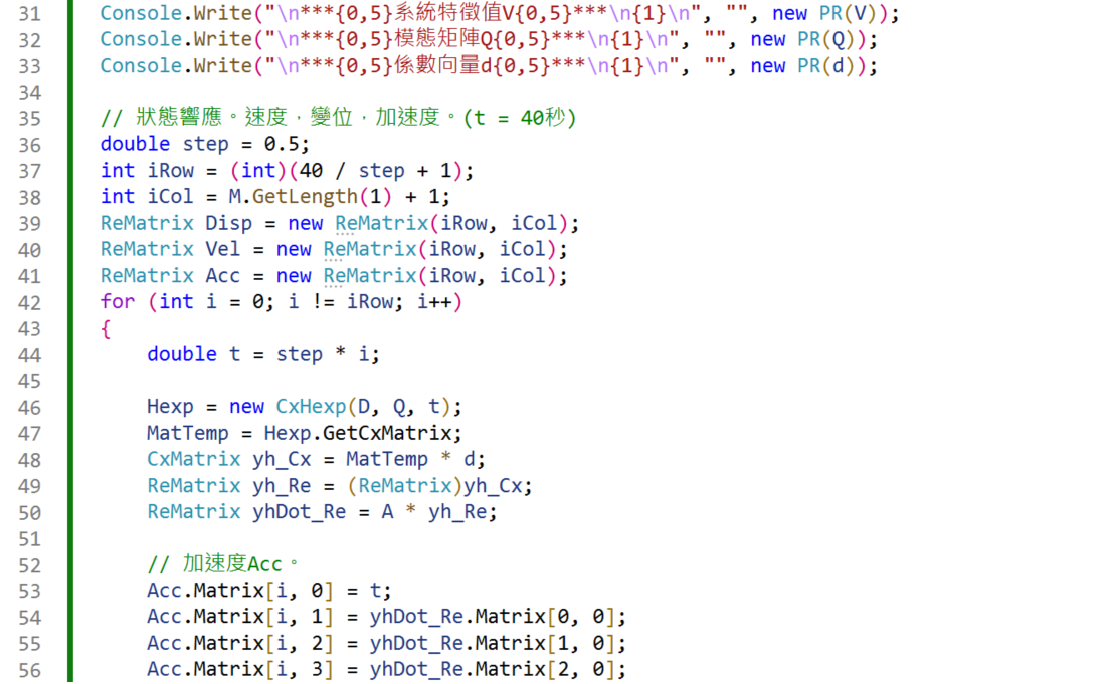 31 Console.Write("\n***{0,5}系統特徵值V{0,5}***\n{1}\n", "", new PR(V));
32 Console.Write("\n***{0,5}模態矩陣Q{0,5}***\n{1}\n", "", new PR(Q));
33 Console.Write("\n***{0,5}係數向量d{0,5}***\n{1}\n", "", new PR(d));
34
35 // 狀態響應。速度，變位，加速度。(t = 40秒)
36 double step = 0.5;
37 int iRow = (int)(40 / step + 1);
38 int iCol = M.GetLength(1) + 1;
39 ReMatrix Disp = new ReMatrix(iRow, iCol);
40 ReMatrix Vel = new ReMatrix(iRow, iCol);
41 ReMatrix Acc = new ReMatrix(iRow, iCol);
42 for (int i = 0; i != iRow; i++)
43 {
44 double t = step * i;
45
46 Hexp = new CxHexp(D, Q, t);
47 MatTemp = Hexp.GetCxMatrix;
48 CxMatrix yh_Cx = MatTemp * d;
49 ReMatrix yh_Re = (ReMatrix)yh_Cx;
50 ReMatrix yhDot_Re = A * yh_Re;
51
52 // 加速度Acc。
53 Acc.Matrix[i, 0] = t;
54 Acc.Matrix[i, 1] = yhDot_Re.Matrix[0, 0];
55 Acc.Matrix[i, 2] = yhDot_Re.Matrix[1, 0];
56 Acc.Matrix[i, 3] = yhDot_Re.Matrix[2, 0];